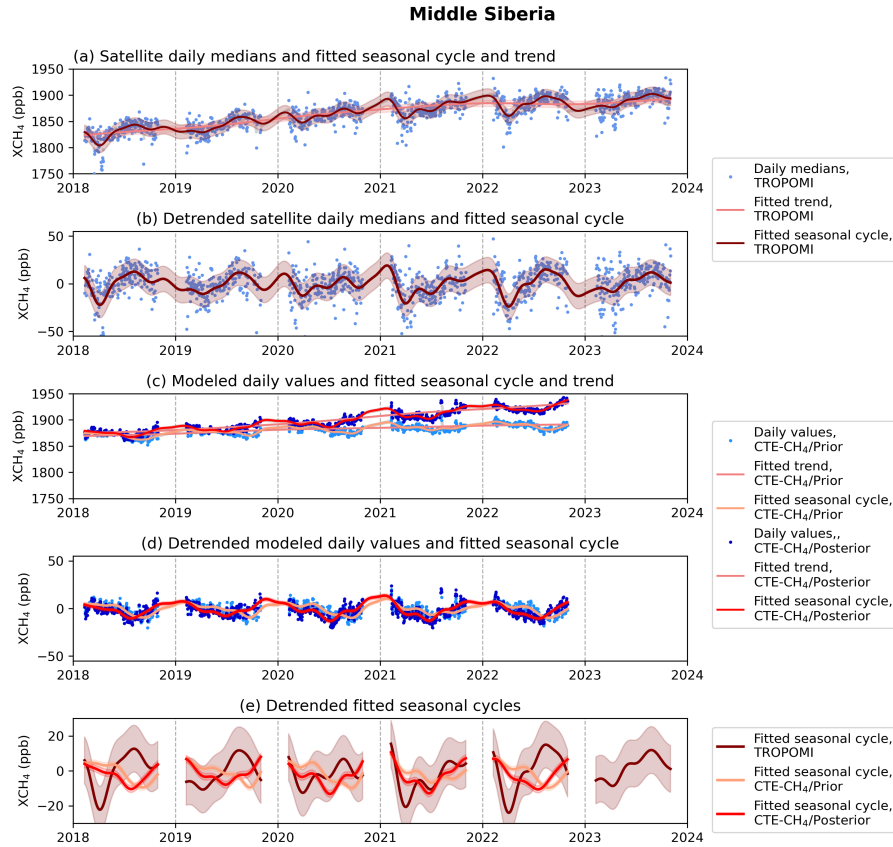 Middle Siberia
(a) Satellite daily medians and fitted seasonal cycle and trend
XCH₄ (ppb)
1950
1900
1850
1800
1750
2018 2019 2020 2021 2022 2023 2024
Daily medians,
TROPOMI
Fitted trend,
TROPOMI
Fitted seasonal cycle,
TROPOMI
(b) Detrended satellite daily medians and fitted seasonal cycle
XCH₄ (ppb)
50
0
−50
2018 2019 2020 2021 2022 2023 2024
(c) Modeled daily values and fitted seasonal cycle and trend
XCH₄ (ppb)
1950
1900
1850
1800
1750
2018 2019 2020 2021 2022 2023 2024
Daily values,
CTE-CH₄/Prior
Fitted trend,
CTE-CH₄/Prior
Fitted seasonal cycle,
CTE-CH₄/Prior
Daily values,,
CTE-CH₄/Posterior
Fitted trend,
CTE-CH₄/Posterior
Fitted seasonal cycle,
CTE-CH₄/Posterior
(d) Detrended modeled daily values and fitted seasonal cycle
XCH₄ (ppb)
50
0
−50
2018 2019 2020 2021 2022 2023 2024
(e) Detrended fitted seasonal cycles
XCH₄ (ppb)
20
0
−20
2018 2019 2020 2021 2022 2023 2024
Fitted seasonal cycle,
TROPOMI
Fitted seasonal cycle,
CTE-CH₄/Prior
Fitted seasonal cycle,
CTE-CH₄/Posterior